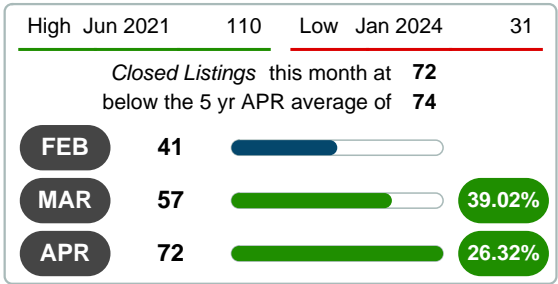 High Jun 2021 110 Low Jan 2024 31
Closed Listings this month at 72
below the 5 yr APR average of 74
FEB 41
MAR 57 39.02%
APR 72 26.32%